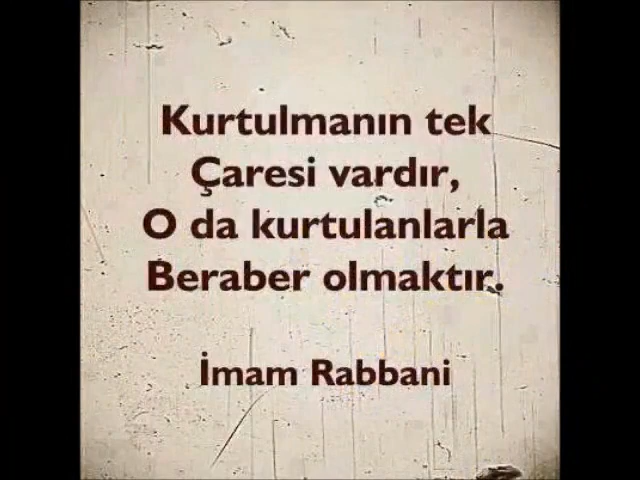 Kurtulmanın tek
Çaresi vardır,
O da kurtulanlarla
Beraber olmaktır.
İmam Rabbani